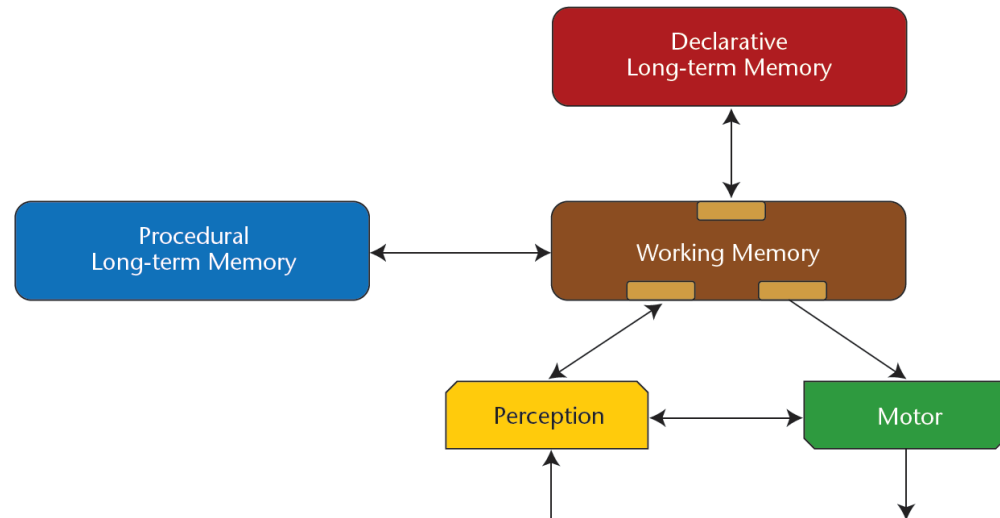 Declarative
Long-term Memory
Procedural
Long-term Memory
Working Memory
Perception
Motor